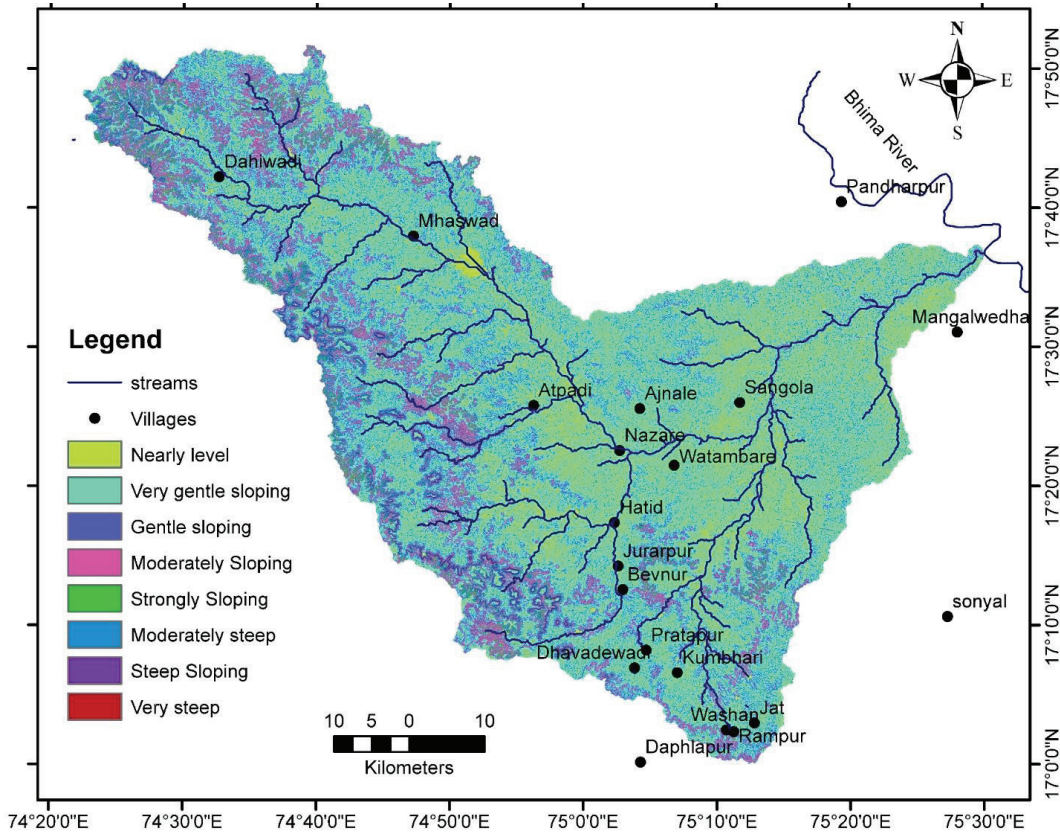 N
W E
S
Bhima River
Dahiwadi
Pandharpur
Mhaswad
Mangalwedha
Atpadi
Ajnale
Sangola
Nazare
Watambare
Hatid
Jurarpur
Bevnur
sonyal
Pratapur
Dhavadewadi
Kumbhari
Washan
Jat
Rampur
Daphlapur
Legend
streams
Villages
Nearly level
Very gentle sloping
Gentle sloping
Moderately Sloping
Strongly Sloping
Moderately steep
Steep Sloping
Very steep
10 5 0 10
Kilometers
17°50'0"N
17°40'0"N
17°30'0"N
17°20'0"N
17°10'0"N
17°0'0"N
74°20'0"E 74°30'0"E 74°40'0"E 74°50'0"E 75°0'0"E 75°10'0"E 75°20'0"E 75°30'0"E